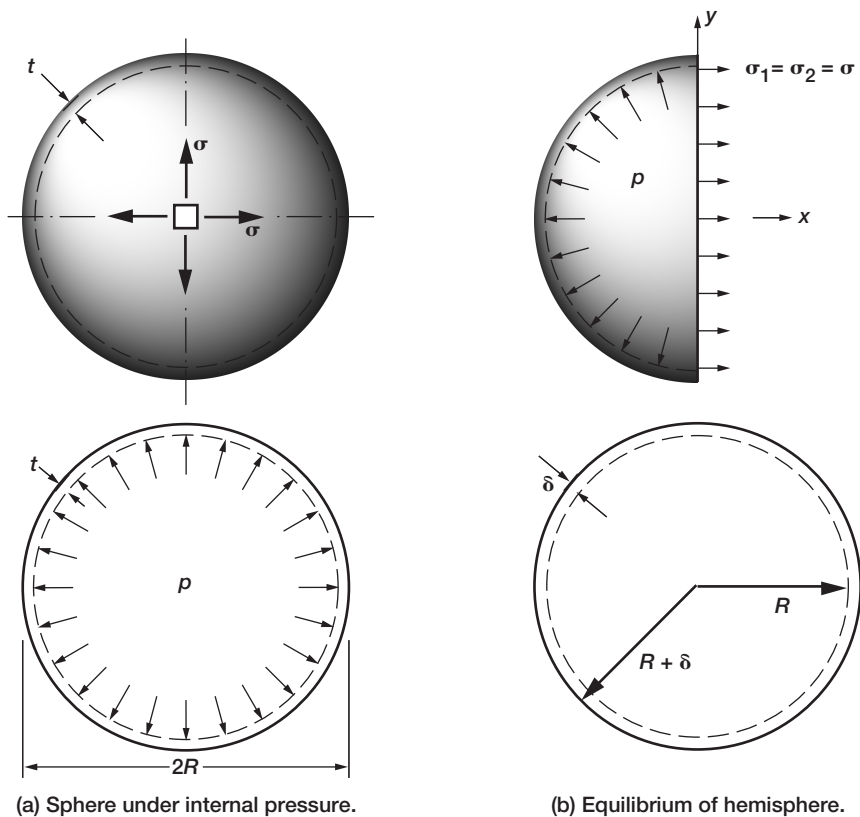 t
σ
σ
y
σ₁ = σ₂ = σ
p
x
t
p
2R
δ
R
R + δ
(a) Sphere under internal pressure.
(b) Equilibrium of hemisphere.